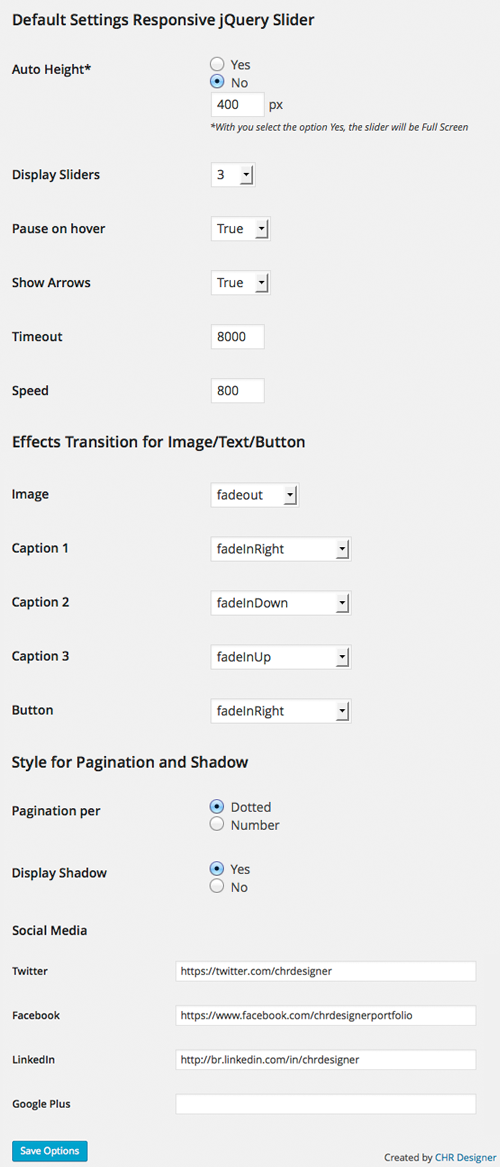 Default Settings Responsive jQuery Slider
Auto Height*
Yes
No
400 px
*With you select the option Yes, the slider will be Full Screen
Display Sliders 3
Pause on hover True
Show Arrows True
Timeout 8000
Speed 800
Effects Transition for Image/Text/Button
Image fadeout
Caption 1 fadeInRight
Caption 2 fadeInDown
Caption 3 fadeInUp
Button fadeInRight
Style for Pagination and Shadow
Pagination per
Dotted
Number
Display Shadow
Yes
No
Social Media
Twitter https://twitter.com/chrdesigner
Facebook https://www.facebook.com/chrdesignerportfolio
LinkedIn http://br.linkedin.com/in/chrdesigner
Google Plus
Save Options
Created by CHR Designer